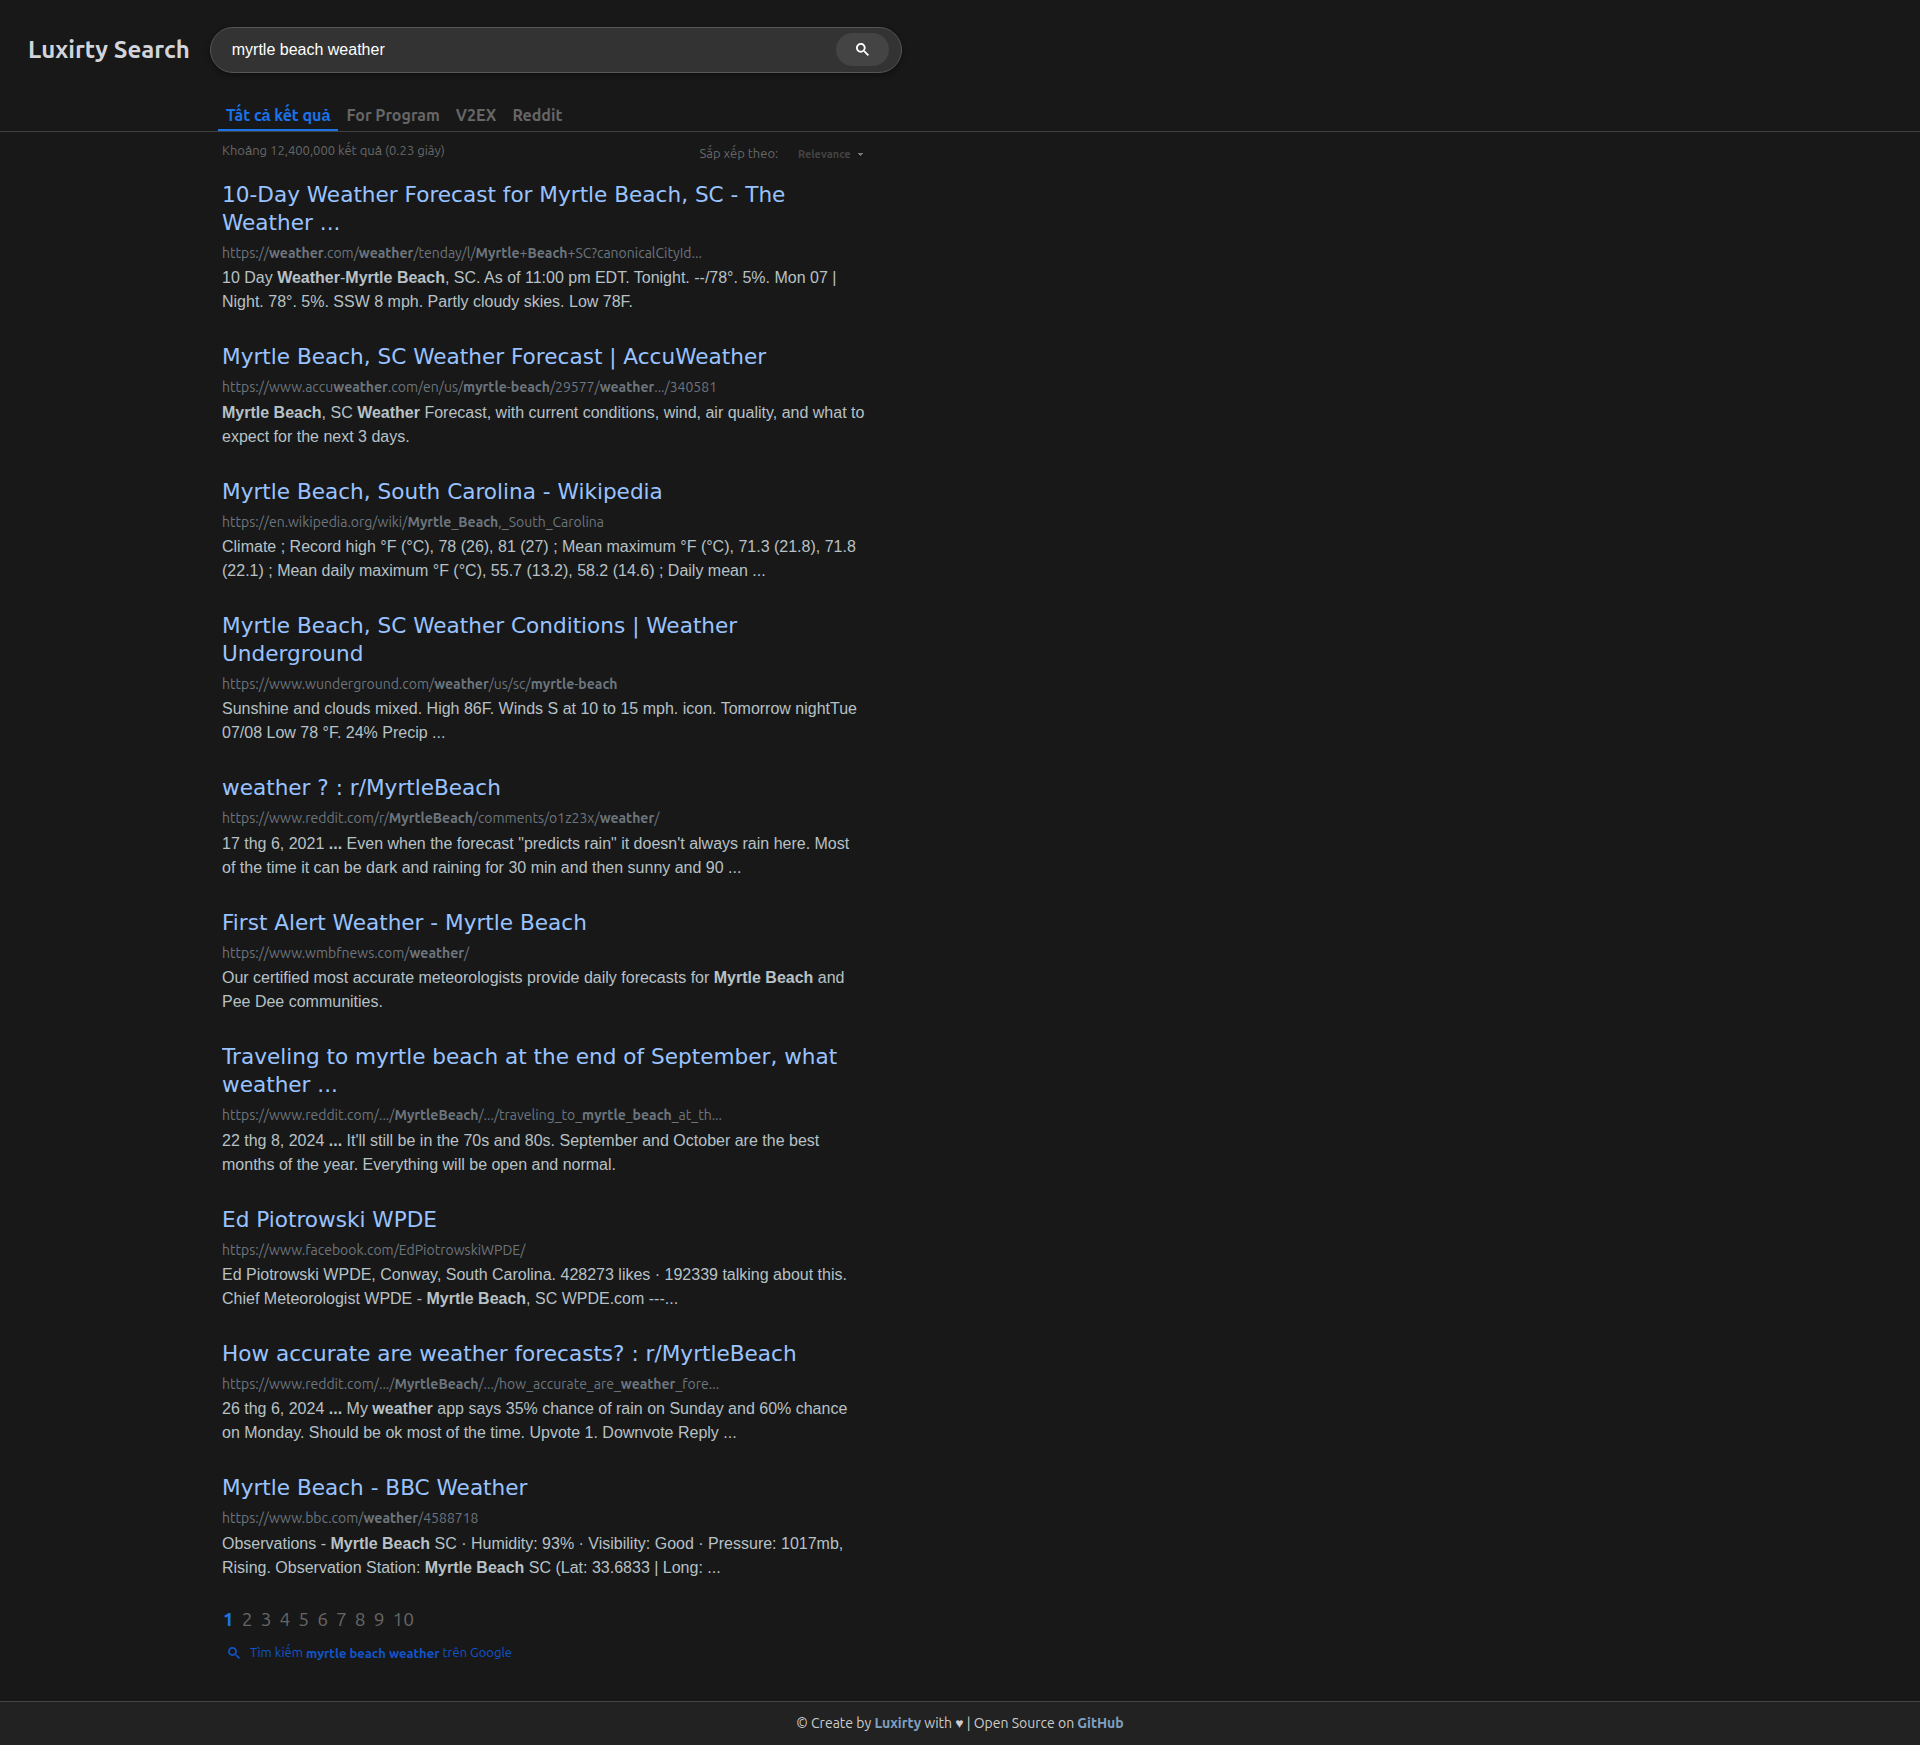 Luxirty Search
myrtle beach weather
Tất cả kết quả For Program V2EX Reddit
Khoảng 12,400,000 kết quả (0.23 giây)
Sắp xếp theo: Relevance
10-Day Weather Forecast for Myrtle Beach, SC - The
Weather ...
https://weather.com/weather/tenday/l/Myrtle+Beach+SC?canonicalCityId...
10 Day Weather-Myrtle Beach, SC. As of 11:00 pm EDT. Tonight. --/78°. 5%. Mon 07 |
Night. 78°. 5%. SSW 8 mph. Partly cloudy skies. Low 78F.
Myrtle Beach, SC Weather Forecast | AccuWeather
https://www.accuweather.com/en/us/myrtle-beach/29577/weather.../340581
Myrtle Beach, SC Weather Forecast, with current conditions, wind, air quality, and what to
expect for the next 3 days.
Myrtle Beach, South Carolina - Wikipedia
https://en.wikipedia.org/wiki/Myrtle_Beach,_South_Carolina
Climate ; Record high °F (°C), 78 (26), 81 (27) ; Mean maximum °F (°C), 71.3 (21.8), 71.8
(22.1) ; Mean daily maximum °F (°C), 55.7 (13.2), 58.2 (14.6) ; Daily mean ...
Myrtle Beach, SC Weather Conditions | Weather
Underground
https://www.wunderground.com/weather/us/sc/myrtle-beach
Sunshine and clouds mixed. High 86F. Winds S at 10 to 15 mph. icon. Tomorrow nightTue
07/08 Low 78 °F. 24% Precip ...
weather ? : r/MyrtleBeach
https://www.reddit.com/r/MyrtleBeach/comments/o1z23x/weather/
17 thg 6, 2021 ... Even when the forecast "predicts rain" it doesn't always rain here. Most
of the time it can be dark and raining for 30 min and then sunny and 90 ...
First Alert Weather - Myrtle Beach
https://www.wmbfnews.com/weather/
Our certified most accurate meteorologists provide daily forecasts for Myrtle Beach and
Pee Dee communities.
Traveling to myrtle beach at the end of September, what
weather ...
https://www.reddit.com/.../MyrtleBeach/.../traveling_to_myrtle_beach_at_th...
22 thg 8, 2024 ... It'll still be in the 70s and 80s. September and October are the best
months of the year. Everything will be open and normal.
Ed Piotrowski WPDE
https://www.facebook.com/EdPiotrowskiWPDE/
Ed Piotrowski WPDE, Conway, South Carolina. 428273 likes · 192339 talking about this.
Chief Meteorologist WPDE - Myrtle Beach, SC WPDE.com ---...
How accurate are weather forecasts? : r/MyrtleBeach
https://www.reddit.com/.../MyrtleBeach/.../how_accurate_are_weather_fore...
26 thg 6, 2024 ... My weather app says 35% chance of rain on Sunday and 60% chance
on Monday. Should be ok most of the time. Upvote 1. Downvote Reply ...
Myrtle Beach - BBC Weather
https://www.bbc.com/weather/4588718
Observations - Myrtle Beach SC · Humidity: 93% · Visibility: Good · Pressure: 1017mb,
Rising. Observation Station: Myrtle Beach SC (Lat: 33.6833 | Long: ...
1 2 3 4 5 6 7 8 9 10
Tìm kiếm myrtle beach weather trên Google
© Create by Luxirty with ♥ | Open Source on GitHub